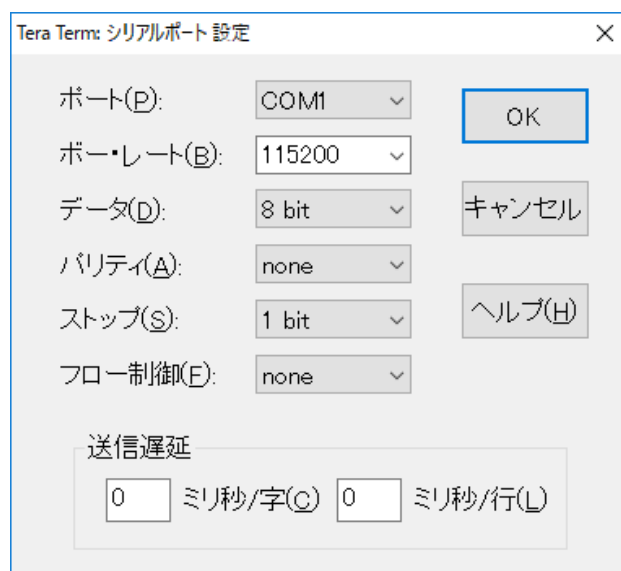 Tera Term: シリアルポート 設定
ポート(P): COM1
OK
ボー・レート(B): 115200
データ(D): 8 bit
キャンセル
パリティ(A): none
ストップ(S): 1 bit
ヘルプ(H)
フロー制御(F): none
送信遅延
0 ミリ秒/字(C) 0 ミリ秒/行(L)